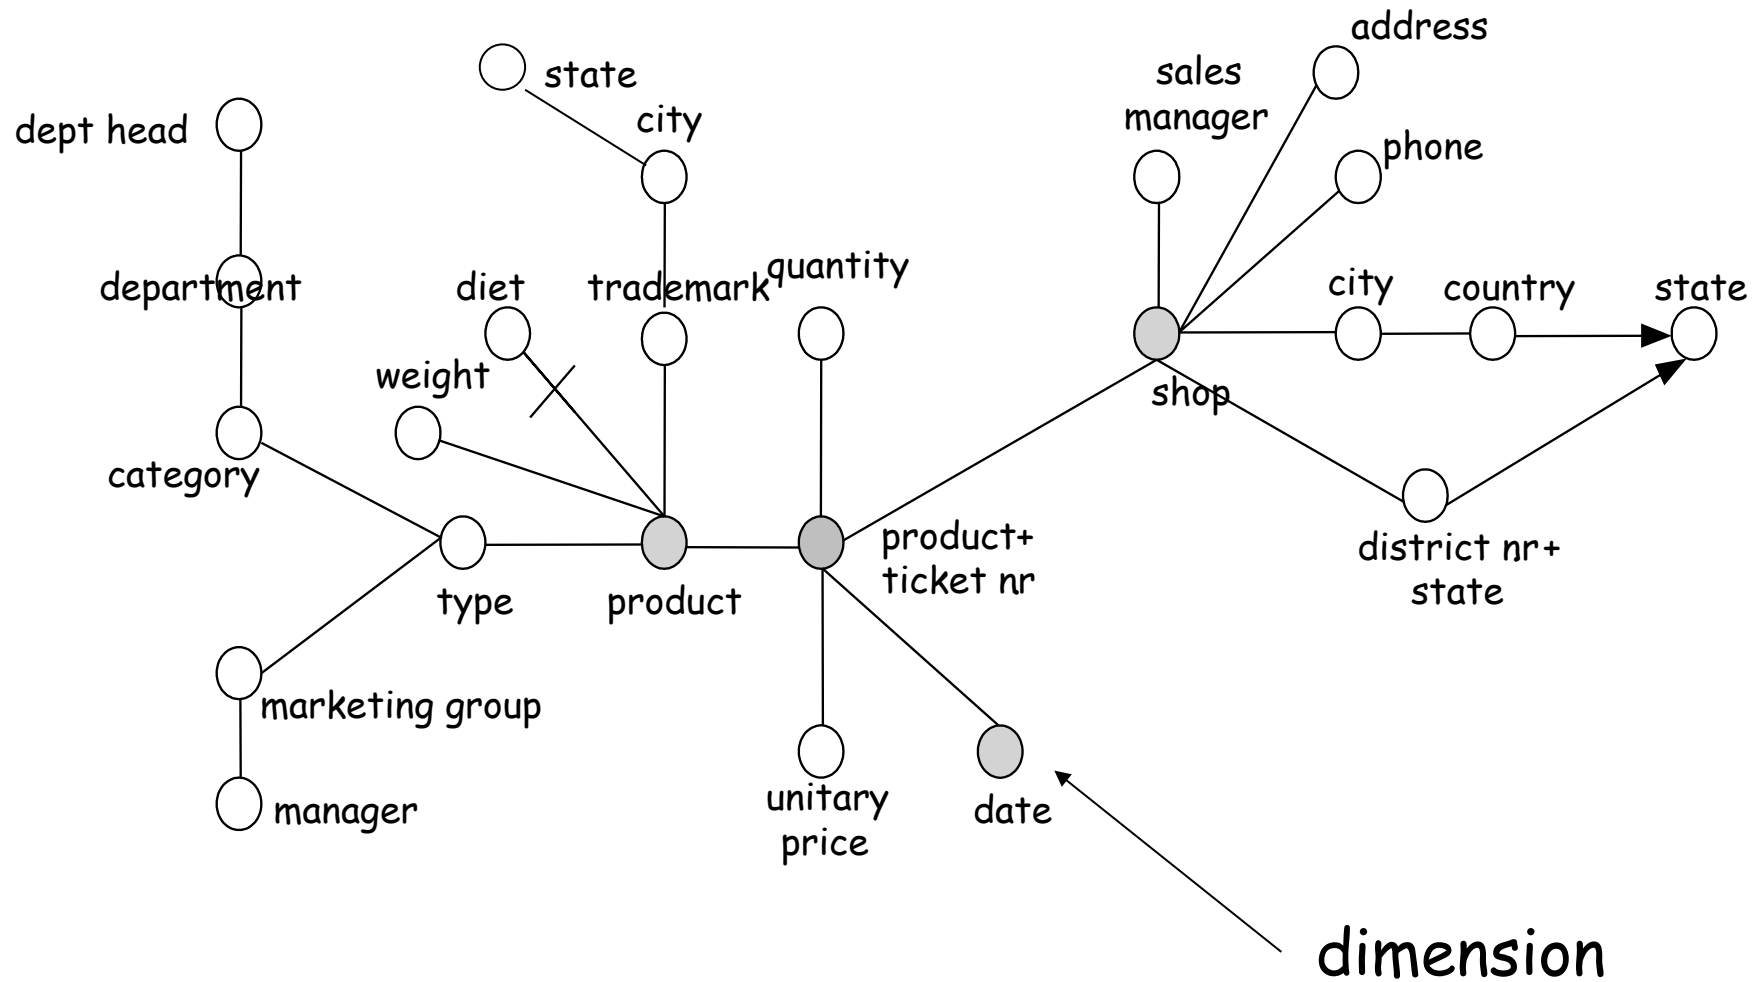 address
sales
manager
state
city
dept head
phone
quantity
department
diet
trademark
city
country
state
weight
shop
category
product+
ticket nr
district nr+
state
type
product
marketing group
unitary
price
manager
date
dimension